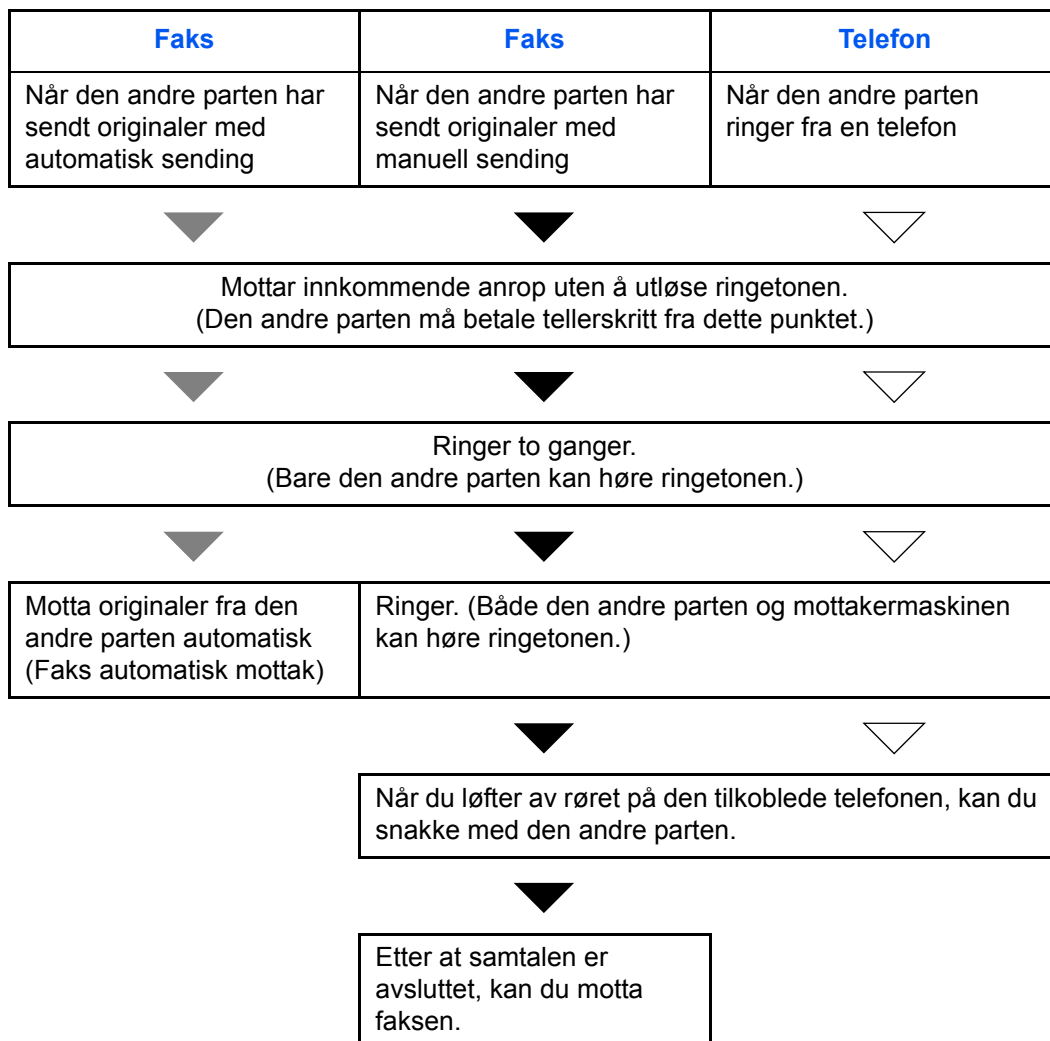 Faks
Faks
Telefon
Når den andre parten har
sendt originaler med
automatisk sending
Når den andre parten har
sendt originaler med
manuell sending
Når den andre parten
ringer fra en telefon
Mottar innkommende anrop uten å utløse ringetonen.
(Den andre parten må betale tellerskritt fra dette punktet.)
Ringer to ganger.
(Bare den andre parten kan høre ringetonen.)
Motta originaler fra den
andre parten automatisk
(Faks automatisk mottak)
Ringer. (Både den andre parten og mottakermaskinen
kan høre ringetonen.)
Når du løfter av røret på den tilkoblede telefonen, kan du
snakke med den andre parten.
Etter at samtalen er
avsluttet, kan du motta
faksen.